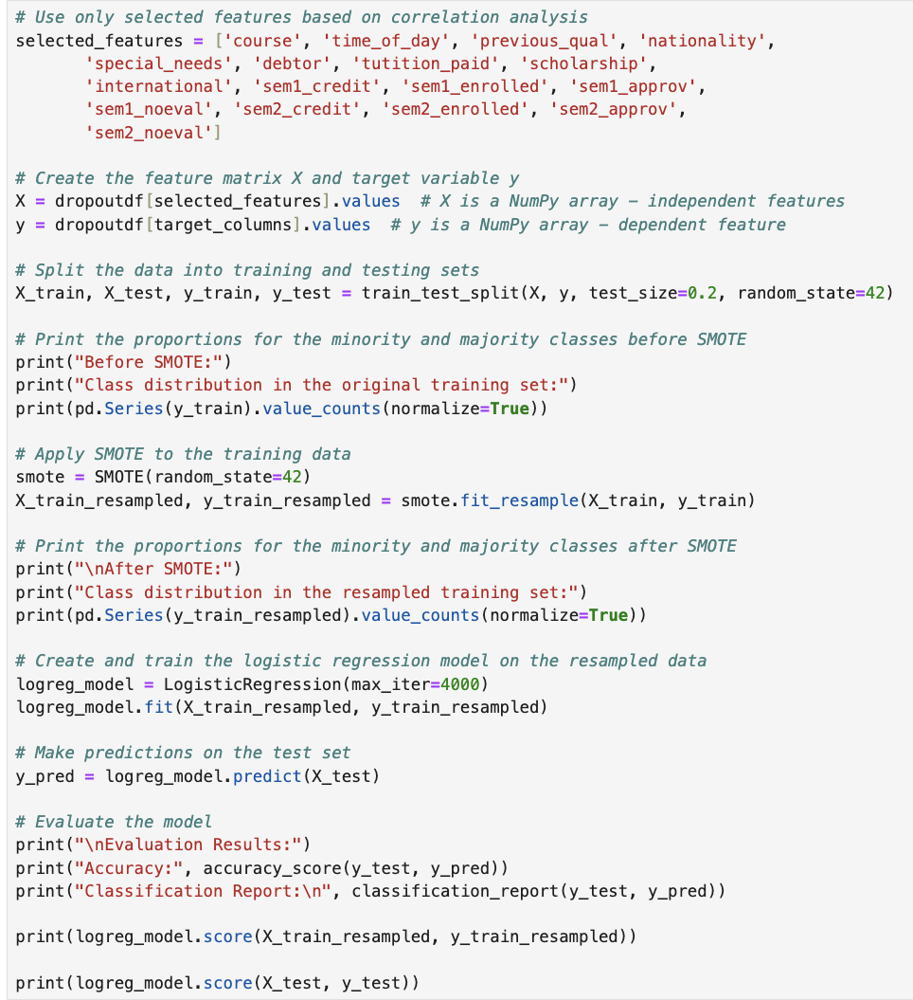 # Use only selected features based on correlation analysis
selected_features = ['course', 'time_of_day', 'previous_qual', 'nationality',
       'special_needs', 'debtor', 'tutition_paid', 'scholarship',
       'international', 'sem1_credit', 'sem1_enrolled', 'sem1_approv',
       'sem1_noeval', 'sem2_credit', 'sem2_enrolled', 'sem2_approv',
       'sem2_noeval']

# Create the feature matrix X and target variable y
X = dropoutdf[selected_features].values  # X is a NumPy array – independent features
y = dropoutdf[target_columns].values  # y is a NumPy array – dependent feature

# Split the data into training and testing sets
X_train, X_test, y_train, y_test = train_test_split(X, y, test_size=0.2, random_state=42)

# Print the proportions for the minority and majority classes before SMOTE
print("Before SMOTE:")
print("Class distribution in the original training set:")
print(pd.Series(y_train).value_counts(normalize=True))

# Apply SMOTE to the training data
smote = SMOTE(random_state=42)
X_train_resampled, y_train_resampled = smote.fit_resample(X_train, y_train)

# Print the proportions for the minority and majority classes after SMOTE
print("\nAfter SMOTE:")
print("Class distribution in the resampled training set:")
print(pd.Series(y_train_resampled).value_counts(normalize=True))

# Create and train the logistic regression model on the resampled data
logreg_model = LogisticRegression(max_iter=4000)
logreg_model.fit(X_train_resampled, y_train_resampled)

# Make predictions on the test set
y_pred = logreg_model.predict(X_test)

# Evaluate the model
print("\nEvaluation Results:")
print("Accuracy:", accuracy_score(y_test, y_pred))
print("Classification Report:\n", classification_report(y_test, y_pred))

print(logreg_model.score(X_train_resampled, y_train_resampled))

print(logreg_model.score(X_test, y_test))